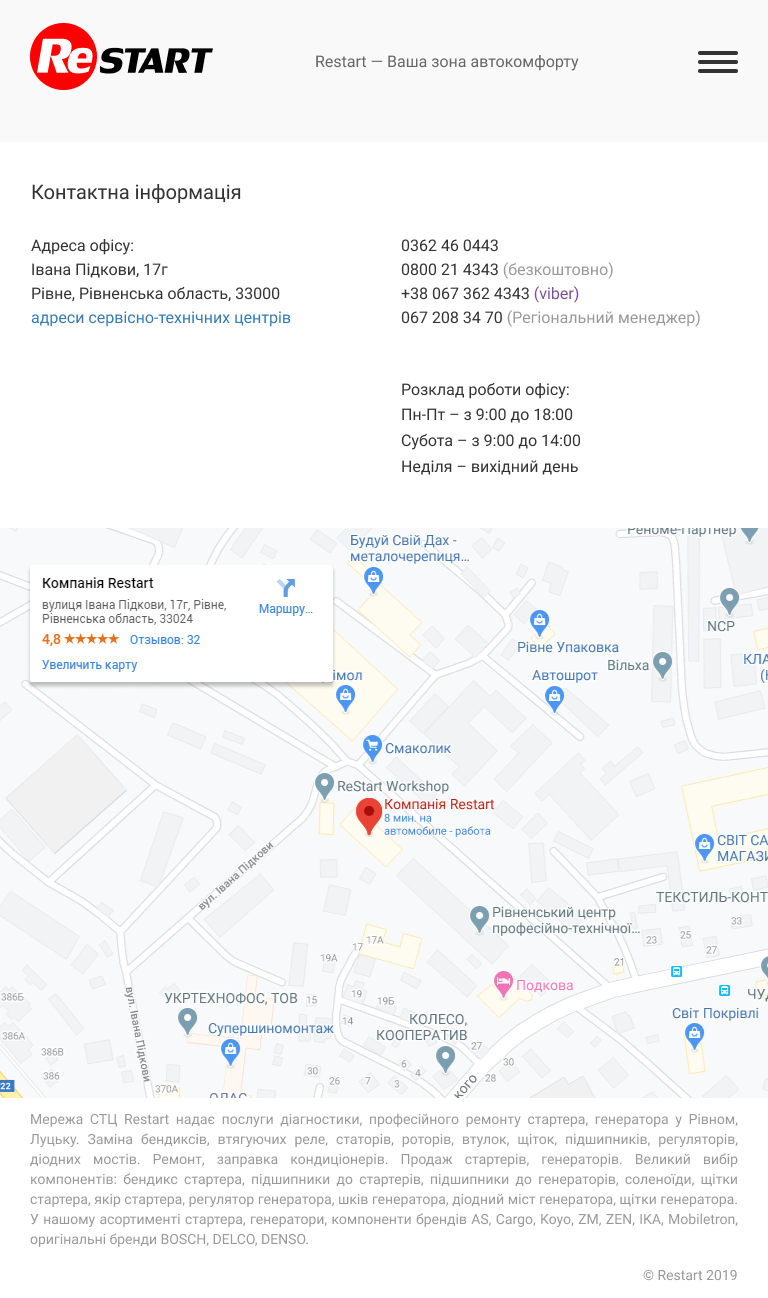 ReSTART
Restart — Ваша зона автокомфорту
Контактна інформація
Адреса офісу:
Івана Підкови, 17г
Рівне, Рівненська область, 33000
адреси сервісно-технічних центрів
0362 46 0443
0800 21 4343 (безкоштовно)
+38 067 362 4343 (viber)
067 208 34 70 (Регіональний менеджер)
Розклад роботи офісу:
Пн-Пт – з 9:00 до 18:00
Субота – з 9:00 до 14:00
Неділя – вихідний день
Реноме-Партнер
Будуй Свій Дах -
металочерепиця…
Компанія Restart
вулиця Івана Підкови, 17г, Рівне,
Рівненська область, 33024
4,8 ★★★★★ Отзывов: 32
Увеличить карту
Маршру…
NCP
Рівне Упаковка
Вільха
КЛА
(Н
Автошрот
імол
Смаколик
ReStart Workshop
Компанія Restart
8 мин. на
автомобиле - работа
СВІТ СА
МАГАЗИ
вул. Івана Підкови
ТЕКСТИЛЬ-КОНТ
Рівненський центр
професійно-технічної…
33
25
23
27
21
17А
17
19А
Подкова
386Б
УКРТЕХНОФОС, ТОВ
19
19Б
ЧУД
Світ Покрівлі
14
КОЛЕСО,
КООПЕРАТИВ
Супершиномонтаж
386А
386В
вул. Івана Підкови
36
6
4
30
26
7
3
28
30
28
кого
22
370А
ОЛАС
Мережа СТЦ Restart надає послуги діагностики, професійного ремонту стартера, генератора у Рівном,
Луцьку. Заміна бендиксів, втягуючих реле, статорів, роторів, втулок, щіток, підшипників, регуляторів,
діодних мостів. Ремонт, заправка кондиціонерів. Продаж стартерів, генераторів. Великий вибір
компонентів: бендикс стартера, підшипники до стартерів, підшипники до генераторів, соленоїди, щітки
стартера, якір стартера, регулятор генератора, шків генератора, діодний міст генератора, щітки генератора.
У нашому асортименті стартера, генератори, компоненти брендів AS, Cargo, Koyo, ZM, ZEN, IKA, Mobiletron,
оригінальні бренди BOSCH, DELCO, DENSO.
© Restart 2019